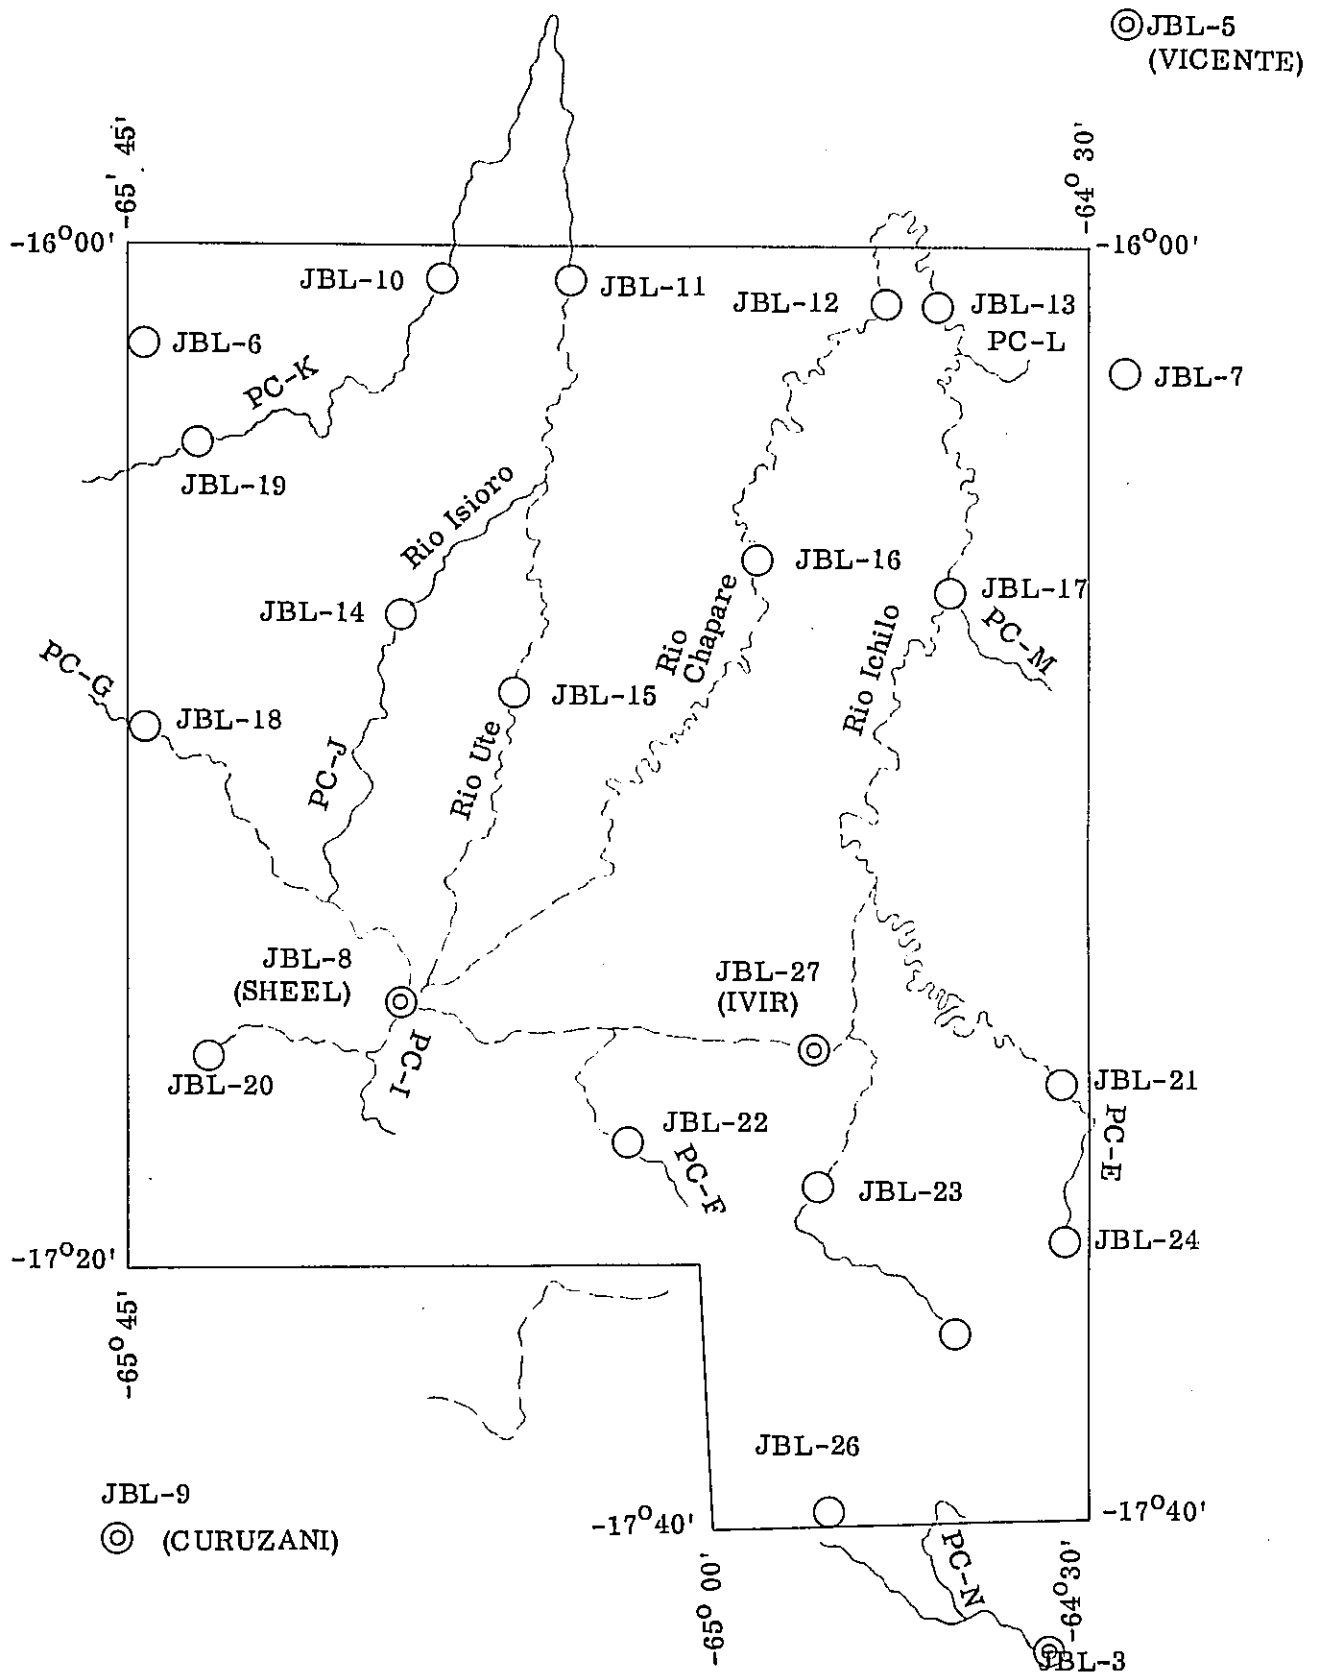 JBL-5
(VICENTE)
-65' 45'
-64° 30'
-16°00'
-16°00'
JBL-10
JBL-11
JBL-12
JBL-13
PC-L
JBL-6
JBL-7
PC-K
JBL-19
Rio Isioro
JBL-16
JBL-17
JBL-14
Rio
Chapare
Rio Ichilo
PC-M
PC-G
JBL-18
JBL-15
PC-J
Rio Ute
JBL-8
(SHEEL)
JBL-27
(IVIR)
PC-I
JBL-20
JBL-21
JBL-22
PC-E
PC-F
JBL-23
JBL-24
-17°20'
-65° 45'
JBL-26
JBL-9
(CURUZANI)
-17°40'
-17°40'
PC-N
-65° 00'
-64° 30'
JBL-3